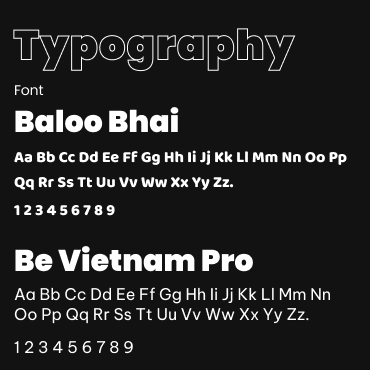 Typography
Font
Baloo Bhai
Aa Bb Cc Dd Ee Ff Gg Hh Ii Jj Kk Ll Mm Nn Oo Pp
Qq Rr Ss Tt Uu Vv Ww Xx Yy Zz.
1 2 3 4 5 6 7 8 9
Be Vietnam Pro
Aa Bb Cc Dd Ee Ff Gg Hh Ii Jj Kk Ll Mm Nn
Oo Pp Qq Rr Ss Tt Uu Vv Ww Xx Yy Zz.
1 2 3 4 5 6 7 8 9